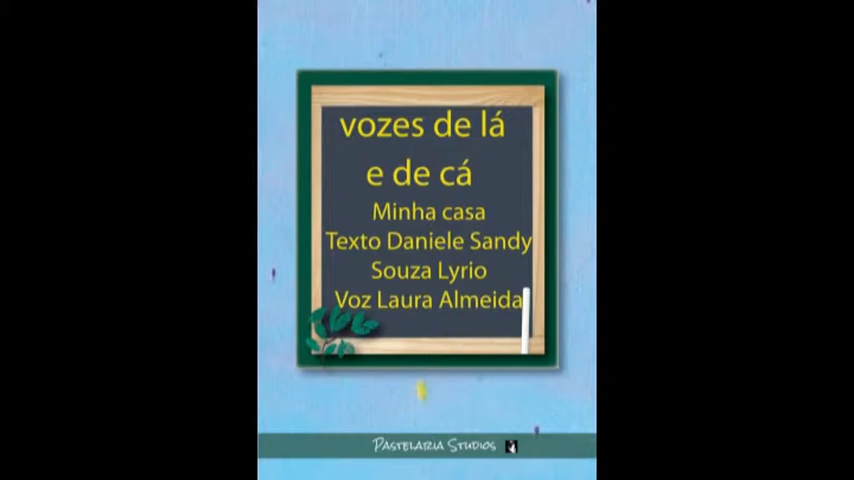 vozes de lá
e de cá
Minha casa
Texto Daniele Sandy
Souza Lyrio
Voz Laura Almeida
Pastelaria Studios